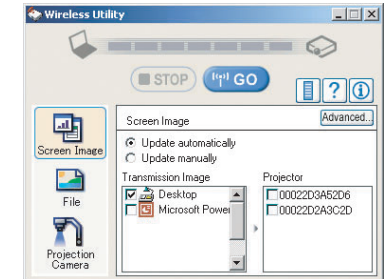 Wireless Utility
STOP
GO
?
i
Screen Image
File
Projection
Camera
Screen Image
Advanced...
Update automatically
Update manually
Transmission Image
Desktop
Microsoft Power
Projector
00022D3A52D6
00022D2A3C2D